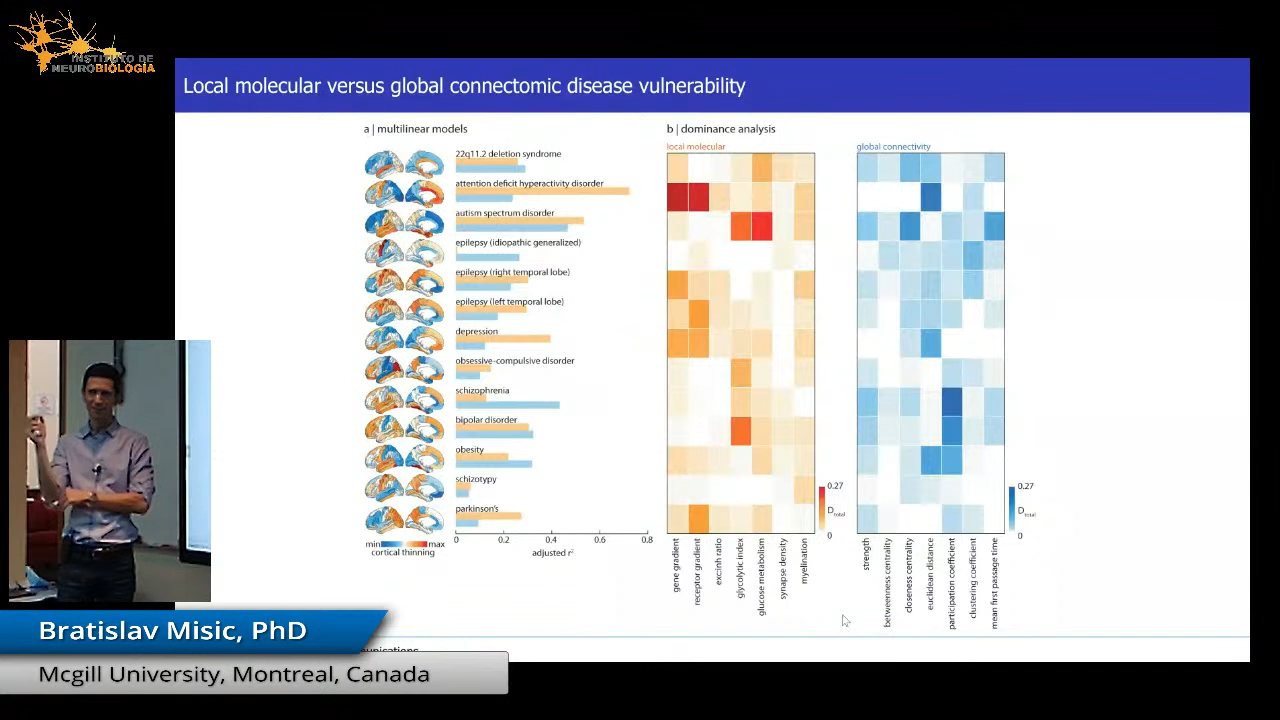 INSTITUTO DE
NEUROBIOLOGÍA
Local molecular versus global connectomic disease vulnerability
a | multilinear models
22q11.2 deletion syndrome
attention deficit hyperactivity disorder
autism spectrum disorder
epilepsy (idiopathic generalized)
epilepsy (right temporal lobe)
epilepsy (left temporal lobe)
depression
obsessive-compulsive disorder
schizophrenia
bipolar disorder
obesity
schizotypy
parkinson's
0 0.2 0.4 0.6 0.8
adjusted r²
min max
cortical thinning
b | dominance analysis
local molecular
0.27
D total
0
gene gradient
receptor gradient
exc:inh ratio
glycolytic index
glucose metabolism
synapse density
myelination
global connectivity
0.27
D total
0
strength
betweenness centrality
closeness centrality
euclidean distance
participation coefficient
clustering coefficient
mean first passage time
Bratislav Misic, PhD
Mcgill University, Montreal, Canada